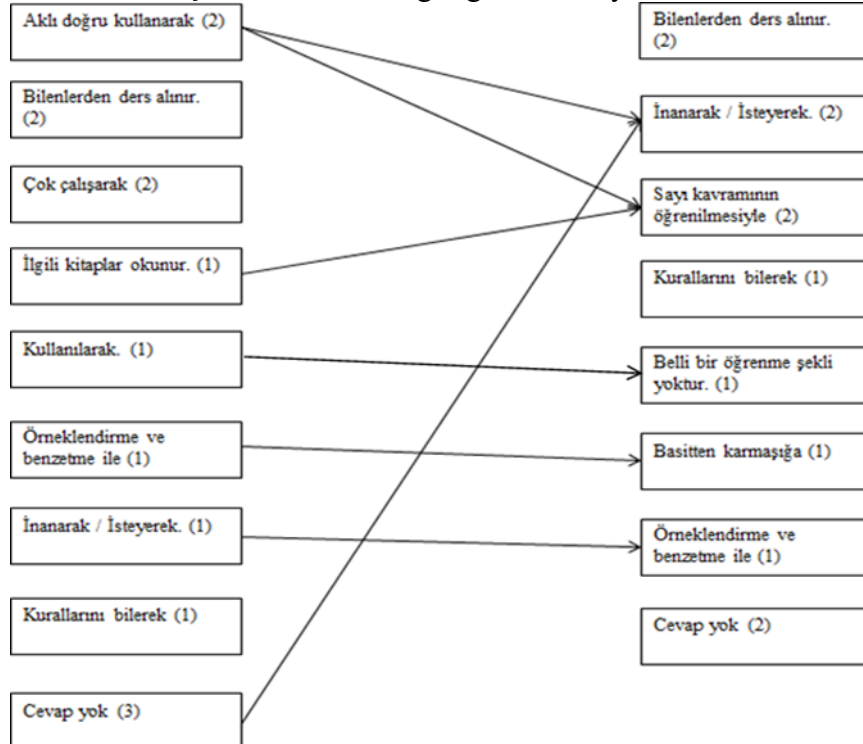 Aklı doğru kullanarak (2)
Bilenlerden ders alınır.
(2)
Çok çalışarak (2)
İlgili kitaplar okunur. (1)
Kullanılarak. (1)
Örneklendirme ve
benzetme ile (1)
İnanarak / İsteyerek. (1)
Kurallarını bilerek (1)
Cevap yok (3)
Bilenlerden ders alınır.
(2)
İnanarak / İsteyerek. (2)
Sayı kavramının
öğrenilmesiyle (2)
Kurallarını bilerek (1)
Belli bir öğrenme şekli
yoktur. (1)
Basitten karmaşığa (1)
Örneklendirme ve
benzetme ile (1)
Cevap yok (2)